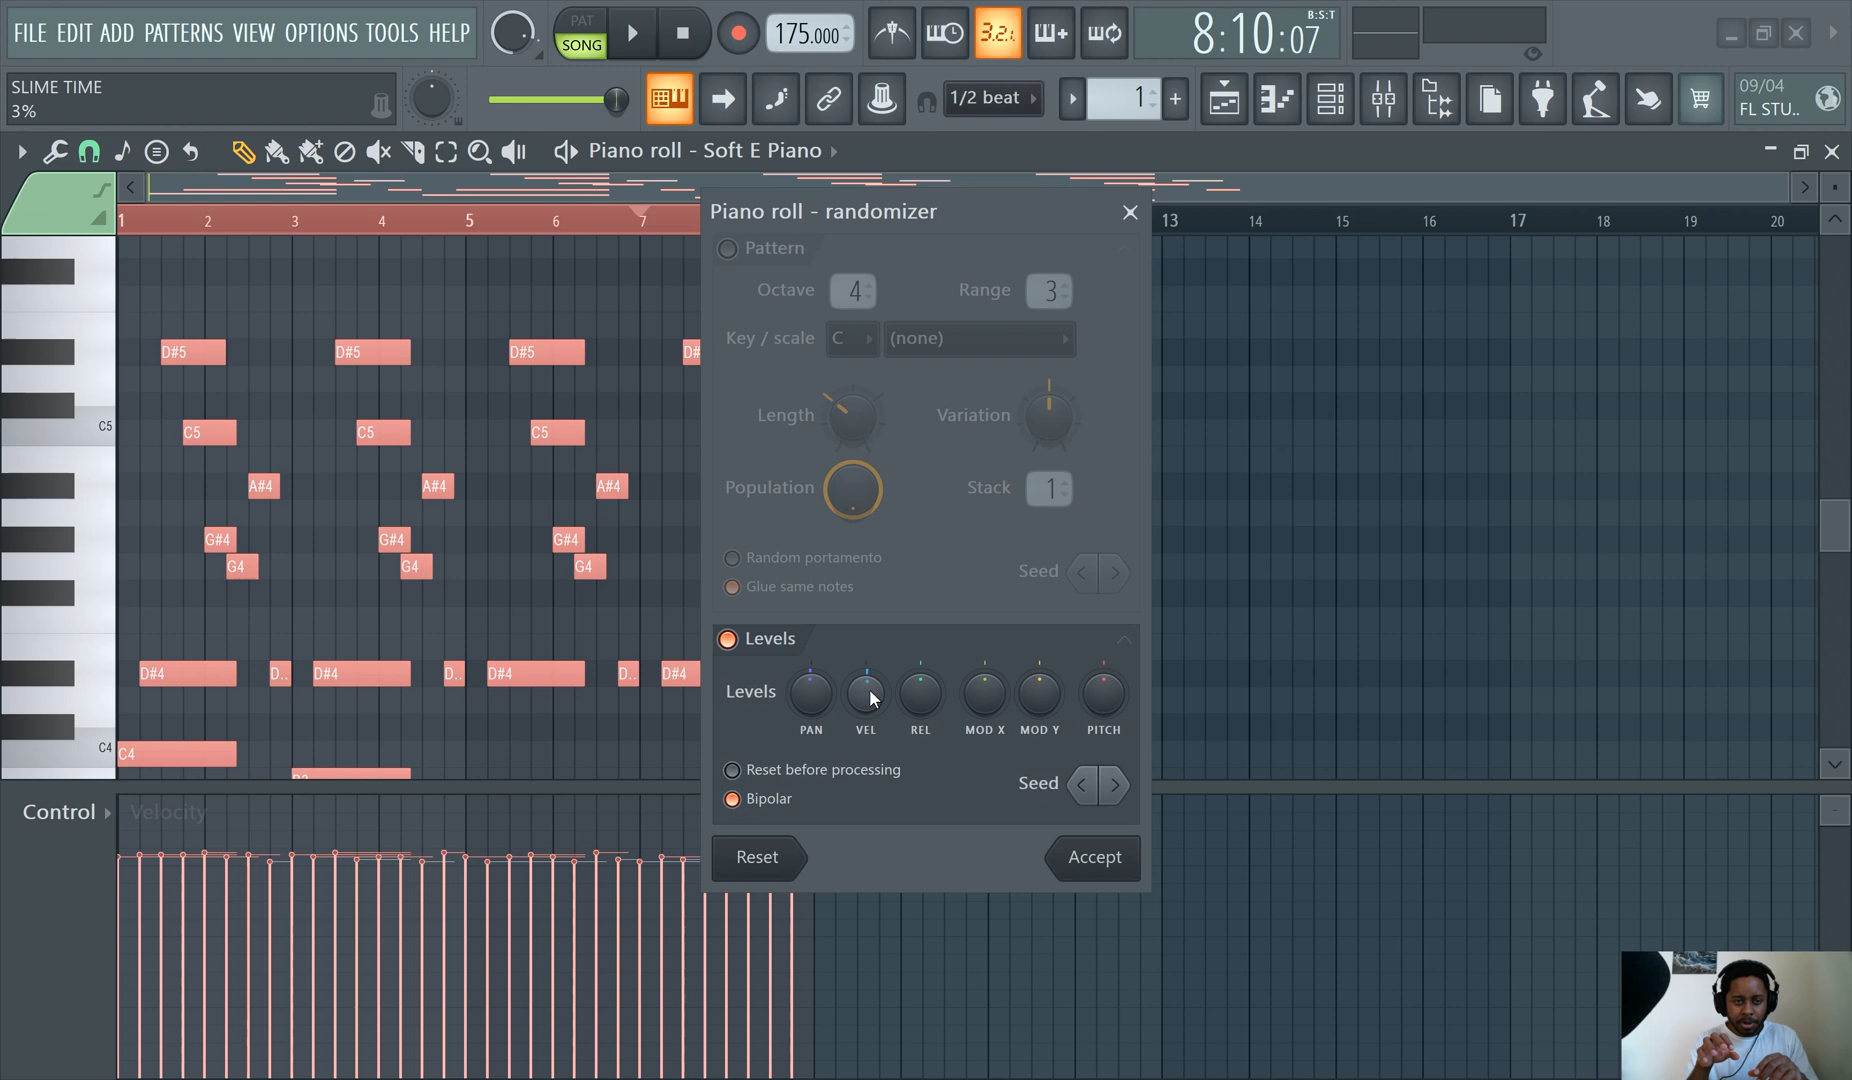 FILE EDIT ADD PATTERNS VIEW OPTIONS TOOLS HELP
PAT
SONG
175.000
3.2.
8:10:07
B:S:T
SLIME TIME
3%
1/2 beat
1
09/04
FL STU..
Piano roll - Soft E Piano
1 2 3 4 5 6 7 13 14 15 16 17 18 19 20
Piano roll - randomizer
Pattern
Octave 4 Range 3
Key / scale C (none)
Length Variation
Population Stack 1
Random portamento
Glue same notes
Seed
Levels
Levels
PAN VEL REL MOD X MOD Y PITCH
Reset before processing
Bipolar
Seed
Reset Accept
D#5 D#5 D#5 D#
C5 C5 C5 C5
A#4 A#4 A#4
G#4 G#4 G#4
G4 G4 G4
D#4 D.. D#4 D.. D#4 D.. D#4
C4 C4
Control Velocity